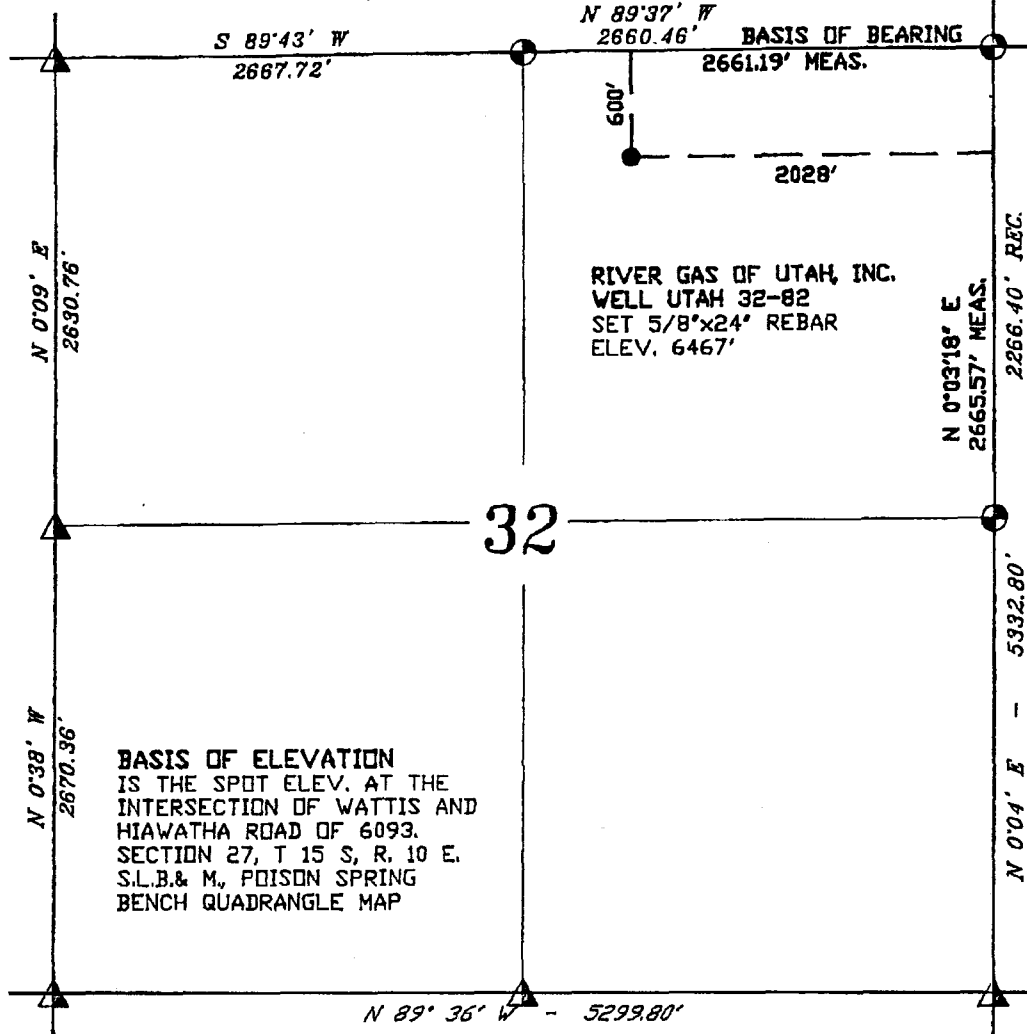 S 89°43' W
2667.72'
N 89°37' W
2660.46'
BASIS OF BEARING
2661.19' MEAS.
600'
2028'
N 0°09' E
2630.76'
RIVER GAS OF UTAH, INC.
WELL UTAH 32-82
SET 5/8"x24" REBAR
ELEV. 6467'
N 0°03'18" E
2665.57' MEAS.
2266.40' REC.
32
N 0°38' W
2670.36'
BASIS OF ELEVATION
IS THE SPOT ELEV. AT THE
INTERSECTION OF WATTIS AND
HIAWATHA ROAD OF 6093.
SECTION 27, T 15 S, R. 10 E.
S.L.B.& M., POISON SPRING
BENCH QUADRANGLE MAP
N 0°04' E - 5332.80'
N 89° 36' W - 5299.80'